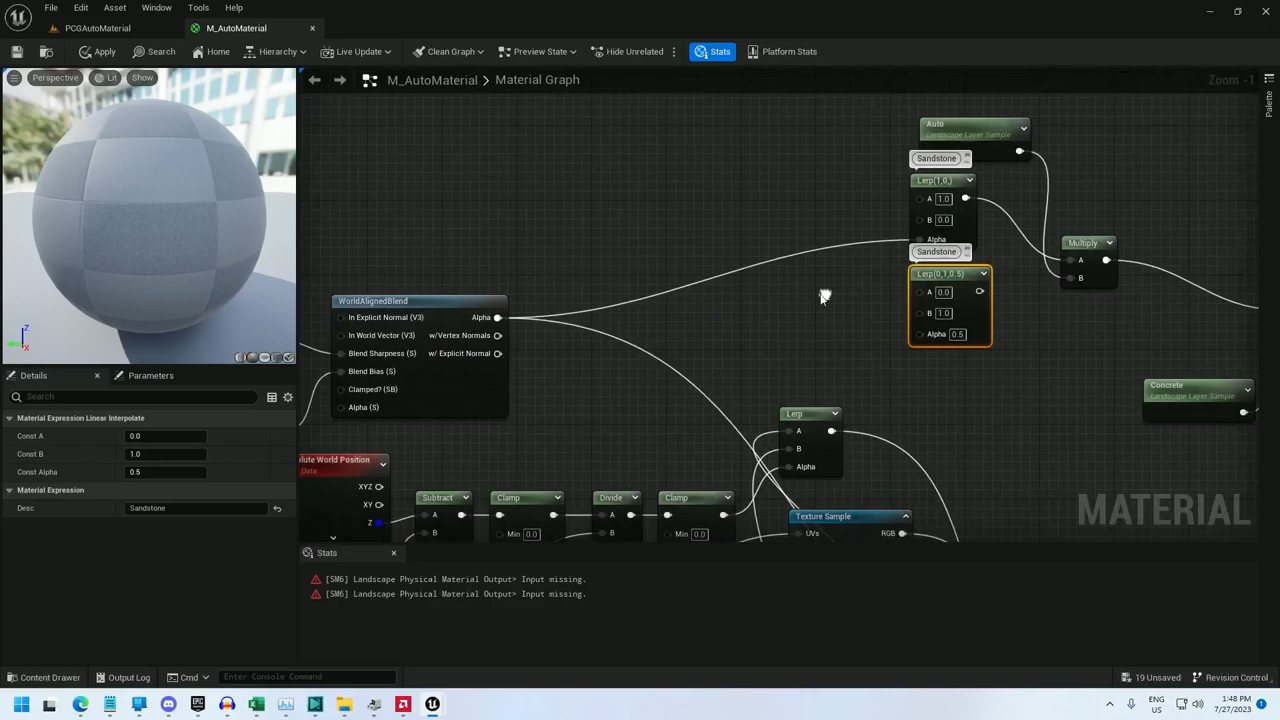 File Edit Asset Window Tools Help
PCGAutoMaterial
M_AutoMaterial
Apply
Search
Home
Hierarchy
Live Update
Clean Graph
Preview State
Hide Unrelated
Stats
Platform Stats
Perspective
Lit
Show
M_AutoMaterial > Material Graph
Zoom -1
Palette
Auto
Landscape Layer Sample
Sandstone
Lerp(1,0,)
A 1.0
B 0.0
Alpha
Sandstone
Lerp(0,1,0.5)
A 0.0
B 1.0
Alpha 0.5
Multiply
A
B
WorldAlignedBlend
In Explicit Normal (V3) Alpha
In World Vector (V3) w/Vertex Normals
Blend Sharpness (S) w/ Explicit Normal
Blend Bias (S)
Clamped? (SB)
Alpha (S)
Concrete
Landscape Layer Sample
Lerp
A
B
Alpha
olute World Position
Data
XYZ
XY
Z
Subtract
A
B
Clamp
Min 0.0
Divide
A
B
Clamp
Min 0.0
Texture Sample
UVs RGB
MATERIAL
Details
Parameters
Search
Material Expression Linear Interpolate
Const A 0.0
Const B 1.0
Const Alpha 0.5
Material Expression
Desc Sandstone
Stats
[SM6] Landscape Physical Material Output> Input missing.
[SM6] Landscape Physical Material Output> Input missing.
Content Drawer
Output Log
Cmd
Enter Console Command
19 Unsaved
Revision Control
ENG
US
1:48 PM
7/27/2023